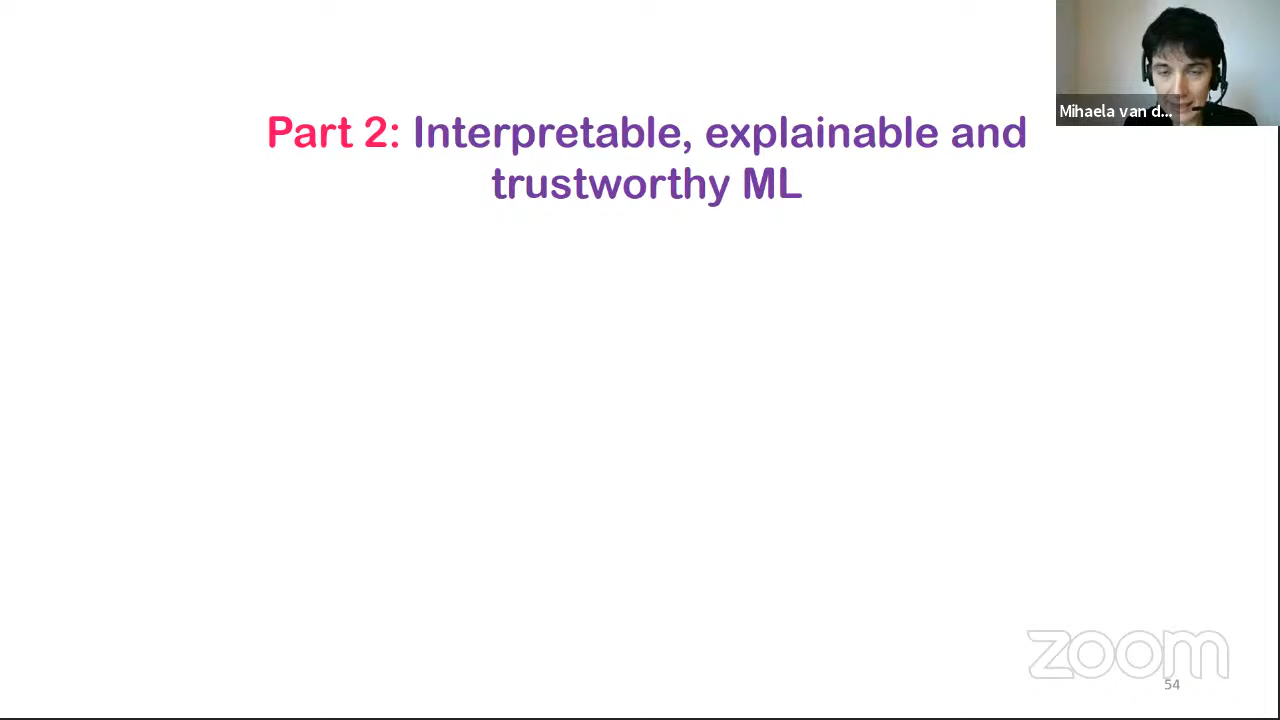 Mihaela van d...
Part 2: Interpretable, explainable and
trustworthy ML
zoom
54